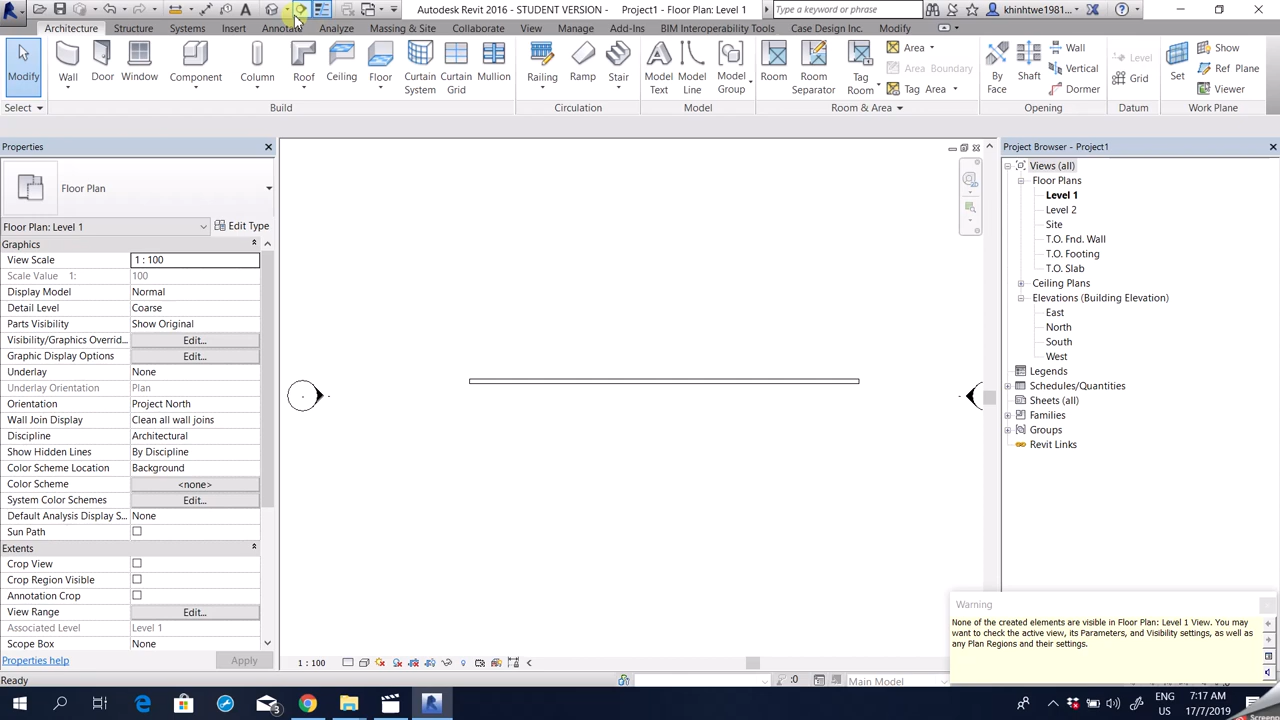 Autodesk Revit 2016 - STUDENT VERSION - Project1 - Floor Plan: Level 1
Type a keyword or phrase
khintwe1981...
Architecture Structure Systems Insert Annotate Analyze Massing & Site Collaborate View Manage Add-Ins BIM Interoperability Tools Case Design Inc. Modify
Modify Wall Door Window Component Column Roof Ceiling Floor Curtain System Curtain Grid Mullion Railing Ramp Stair Model Text Model Line Model Group Room Room Separator Tag Room
Area
Area Boundary
Tag Area
By Face Shaft
Wall
Vertical
Dormer
Level
Grid
Set
Show
Ref Plane
Viewer
Select Build Circulation Model Room & Area Opening Datum Work Plane
Properties
Floor Plan
Floor Plan: Level 1 Edit Type
Graphics
View Scale 1 : 100
Scale Value 1: 100
Display Model Normal
Detail Level Coarse
Parts Visibility Show Original
Visibility/Graphics Overrid... Edit...
Graphic Display Options Edit...
Underlay None
Underlay Orientation Plan
Orientation Project North
Wall Join Display Clean all wall joins
Discipline Architectural
Show Hidden Lines By Discipline
Color Scheme Location Background
Color Scheme <none>
System Color Schemes Edit...
Default Analysis Display S... None
Sun Path
Extents
Crop View
Crop Region Visible
Annotation Crop
View Range Edit...
Associated Level Level 1
Scope Box None
Properties help Apply
Project Browser - Project1
Views (all)
Floor Plans
Level 1
Level 2
Site
T.O. Fnd. Wall
T.O. Footing
T.O. Slab
Ceiling Plans
Elevations (Building Elevation)
East
North
South
West
Legends
Schedules/Quantities
Sheets (all)
Families
Groups
Revit Links
Warning
None of the created elements are visible in Floor Plan: Level 1 View. You may
want to check the active view, its Parameters, and Visibility settings, as well as
any Plan Regions and their settings.
1 : 100
Ready
:0
Main Model
3
ENG
US
7:17 AM
17/7/2019